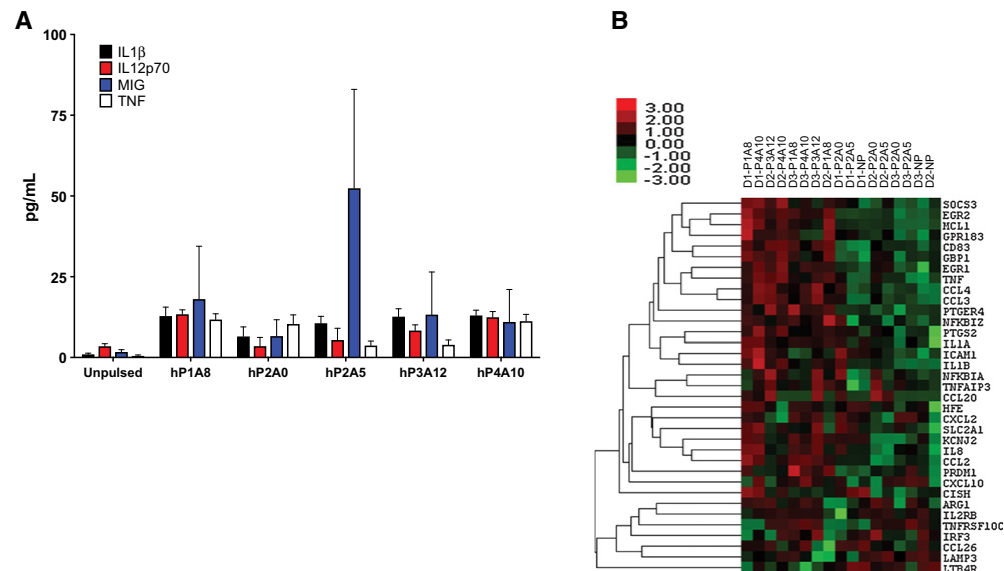 A
B
100
75
50
25
0
pg/mL
IL1β
IL12p70
MIG
TNF
Unpulsed hP1A8 hP2A0 hP2A5 hP3A12 hP4A10
3.00
2.00
1.00
0.00
-1.00
-2.00
-3.00
D1-P1A8
D1-P4A10
D2-P3A12
D2-P4A10
D3-P1A8
D3-P4A10
D3-P3A12
D2-P1A8
D1-P2A0
D1-P2A5
D1-NP
D2-P2A0
D2-P2A5
D3-P2A0
D3-P2A5
D3-NP
D2-NP
SOCS3
EGR2
MCL1
GPR183
CD83
GBP1
EGR1
TNF
CCL4
CCL3
PTGER4
NFKBIZ
PTGS2
IL1A
ICAM1
IL1B
NFKBIA
TNFAIP3
CCL20
HFE
CXCL2
SLC2A1
KCNJ2
IL8
CCL2
PRDM1
CXCL10
CISH
ARG1
IL2RB
TNFRSF10C
IRF3
CCL26
LAMP3
LTB4R